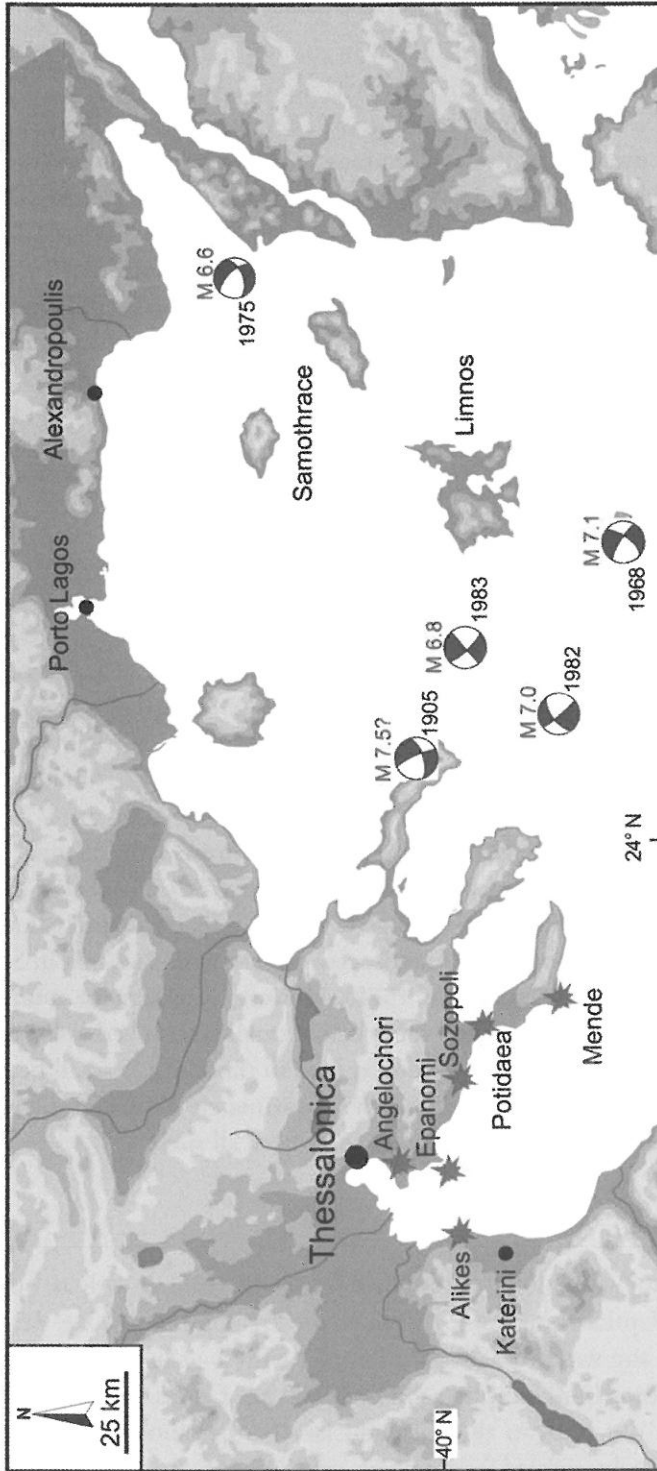 N
25 km
Alexandropoulis
Porto Lagos
M 6.6
1975
Samothrace
Thessalonica
Angelochori
Epanomi
Sozopoli
Potidaea
Mende
Alikes
Katerini
M 7.5?
1905
M 6.8
1983
Limnos
M 7.0
1982
M 7.1
1968
40° N
24° N